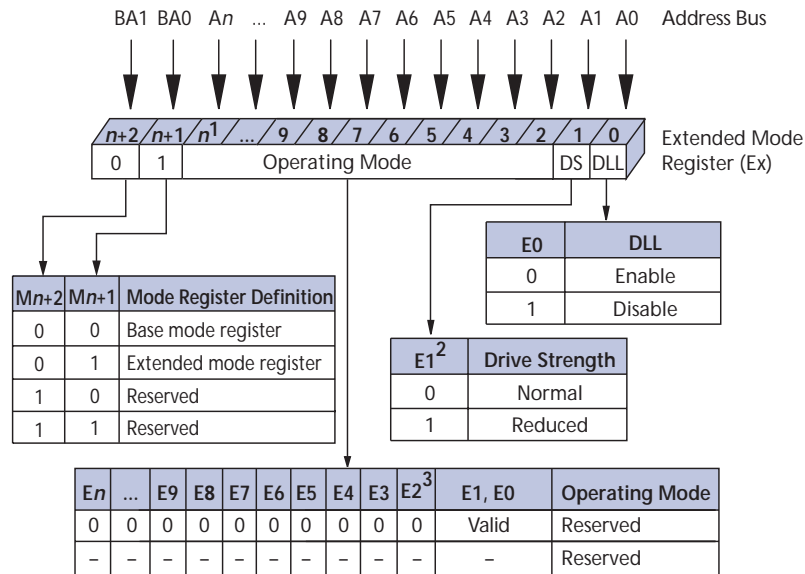 BA1 BA0 An ... A9 A8 A7 A6 A5 A4 A3 A2 A1 A0 Address Bus
n+2 n+1 n1 ... 9 8 7 6 5 4 3 2 1 0
Extended Mode
Register (Ex)
0 1 Operating Mode DS DLL
E0 DLL
0 Enable
1 Disable
Mn+2 Mn+1 Mode Register Definition
0 0 Base mode register
0 1 Extended mode register
1 0 Reserved
1 1 Reserved
E1² Drive Strength
0 Normal
1 Reduced
En ... E9 E8 E7 E6 E5 E4 E3 E2³ E1, E0 Operating Mode
0 0 0 0 0 0 0 0 0 0 Valid Reserved
– – – – – – – – – – – Reserved